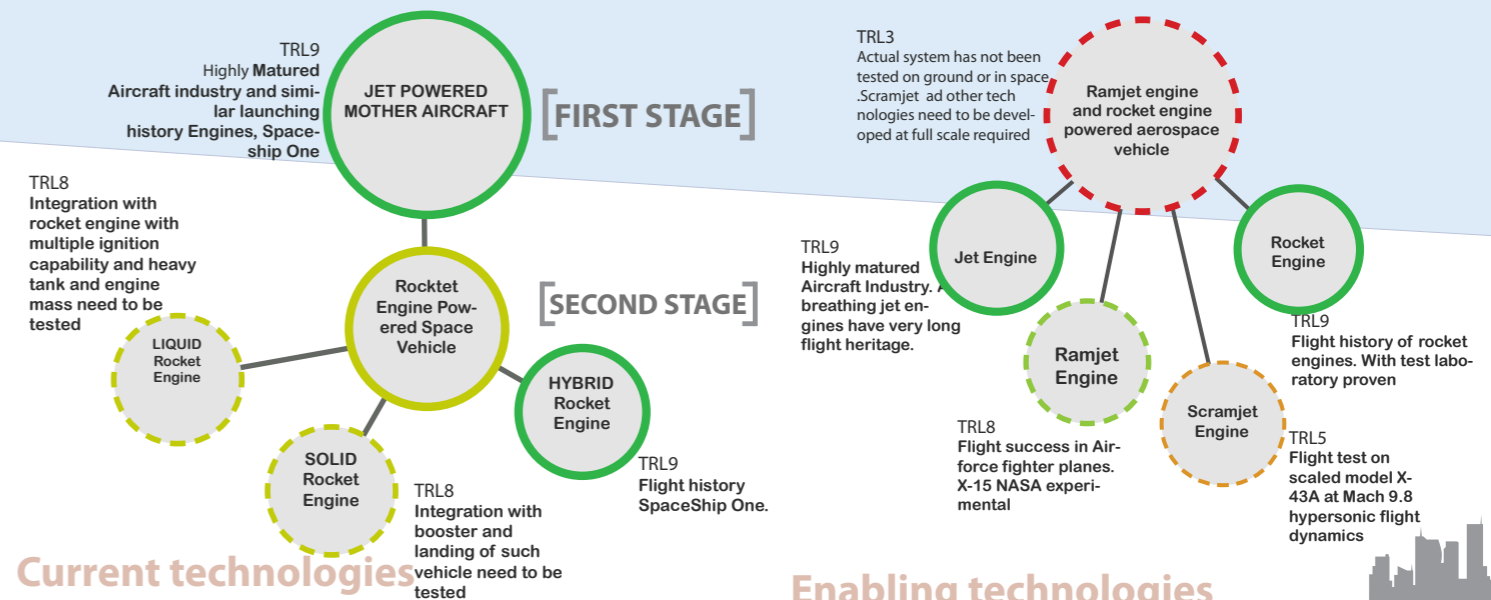 TRL9
Highly Matured
Aircraft industry and simi-
lar launching
history Engines, Space-
ship One
JET POWERED
MOTHER AIRCRAFT
[FIRST STAGE]
TRL8
Integration with
rocket engine with
multiple ignition
capability and heavy
tank and engine
mass need to be
tested
Rocktet
Engine Pow-
ered Space
Vehicle
[SECOND STAGE]
LIQUID
Rocket
Engine
SOLID
Rocket
Engine
HYBRID
Rocket
Engine
TRL9
Flight history
SpaceShip One.
TRL8
Integration with
booster and
landing of such
vehicle need to be
tested
Current technologies
TRL3
Actual system has not been
tested on ground or in space
.Scramjet ad other tech
nologies need to be devel-
oped at full scale required
Ramjet engine
and rocket engine
powered aerospace
vehicle
TRL9
Highly matured
Aircraft Industry.
breathing jet en-
gines have very long
flight heritage.
Jet Engine
Rocket
Engine
TRL9
Flight history of rocket
engines. With test labo-
ratory proven
Ramjet
Engine
TRL8
Flight success in Air-
force fighter planes.
X-15 NASA experi-
mental
Scramjet
Engine
TRL5
Flight test on
scaled model X-
43A at Mach 9.8
hypersonic flight
dynamics
Enabling technologies